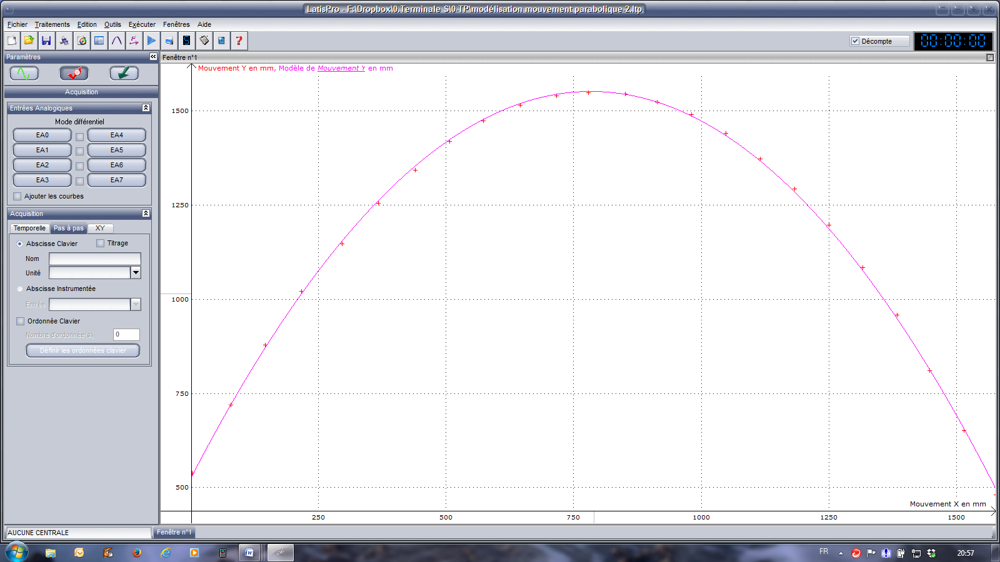 LatisPro - F:\Dropbox\0.Terminale S\0-TP\modélisation mouvement parabolique-2.ltp
Fichier Traitements Edition Outils Exécuter Fenêtres Aide
Décompte
00:00:00
Paramètres
Acquisition
Entrées Analogiques
Mode différentiel
EA0 EA4
EA1 EA5
EA2 EA6
EA3 EA7
Ajouter les courbes
Acquisition
Temporelle Pas à pas XY
Abscisse Clavier Titrage
Nom
Unité
Abscisse Instrumentée
Entrée
Ordonnée Clavier
Nombre d'ordonnée(s) 0
Définir les ordonnées clavier
AUCUNE CENTRALE
Fenêtre n°1
Mouvement Y en mm, Modèle de Mouvement Y en mm
1500
1250
1000
750
500
Mouvement X en mm
250 500 750 1000 1250 1500
Fenêtre n°1
FR
20:57